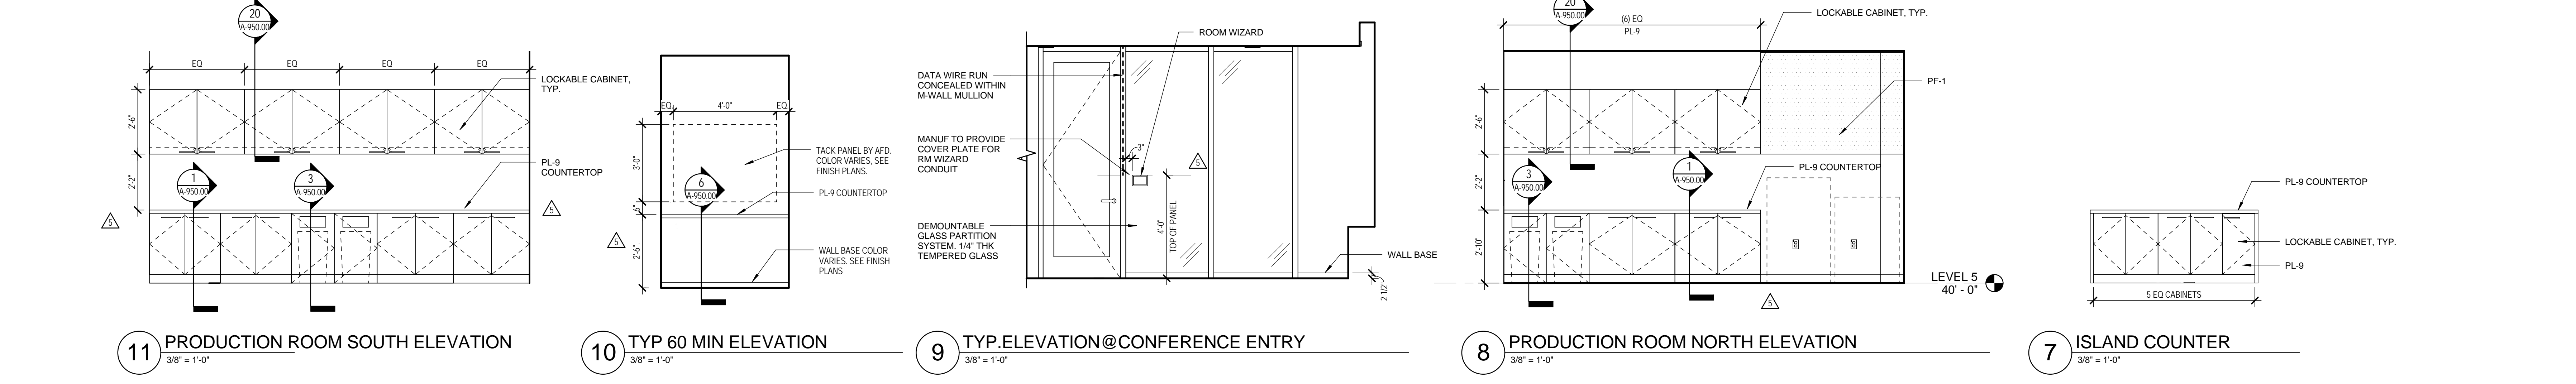 20
A-950.00
EQ EQ EQ EQ
LOCKABLE CABINET,
TYP.
2'-6"
2'-2"
1
A-950.00
3
A-950.00
PL-9
COUNTERTOP
5
5
11
PRODUCTION ROOM SOUTH ELEVATION
3/8" = 1'-0"
EQ 4'-0" EQ
3'-0"
6"
2'-6"
5
6
A-950.00
TACK PANEL BY AFD.
COLOR VARIES, SEE
FINISH PLANS.
PL-9 COUNTERTOP
WALL BASE COLOR
VARIES. SEE FINISH
PLANS
10
TYP 60 MIN ELEVATION
3/8" = 1'-0"
ROOM WIZARD
DATA WIRE RUN
CONCEALED WITHIN
M-WALL MULLION
MANUF TO PROVIDE
COVER PLATE FOR
RM WIZARD
CONDUIT
3"
5
4'-0"
TOP OF PANEL
DEMOUNTABLE
GLASS PARTITION
SYSTEM. 1/4" THK
TEMPERED GLASS
WALL BASE
2 1/2"
9
TYP.ELEVATION@CONFERENCE ENTRY
3/8" = 1'-0"
20
A-950.00
(6) EQ
PL-9
LOCKABLE CABINET, TYP.
PF-1
2'-6"
2'-2"
2'-10"
3
A-950.00
1
A-950.00
PL-9 COUNTERTOP
LEVEL 5
40' - 0"
5
8
PRODUCTION ROOM NORTH ELEVATION
3/8" = 1'-0"
PL-9 COUNTERTOP
LOCKABLE CABINET, TYP.
PL-9
5 EQ CABINETS
7
ISLAND COUNTER
3/8" = 1'-0"